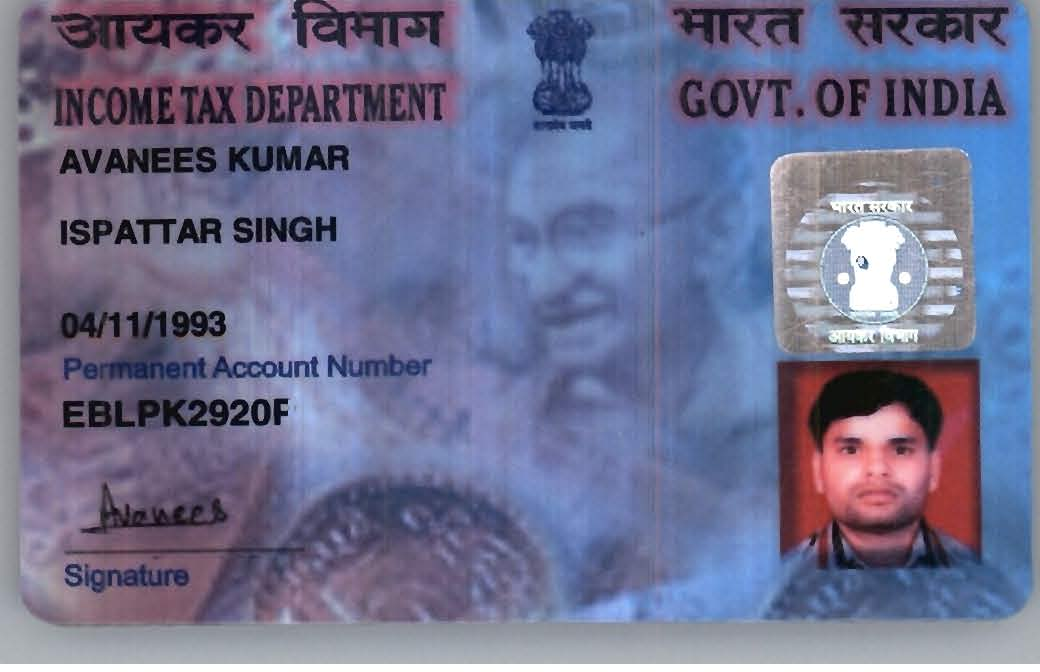 आयकर विभाग भारत सरकार
INCOME TAX DEPARTMENT GOVT. OF INDIA
AVANEES KUMAR
ISPATTAR SINGH
04/11/1993
Permanent Account Number
Avanees
Signature
भारत सरकार
आयकर विभाग